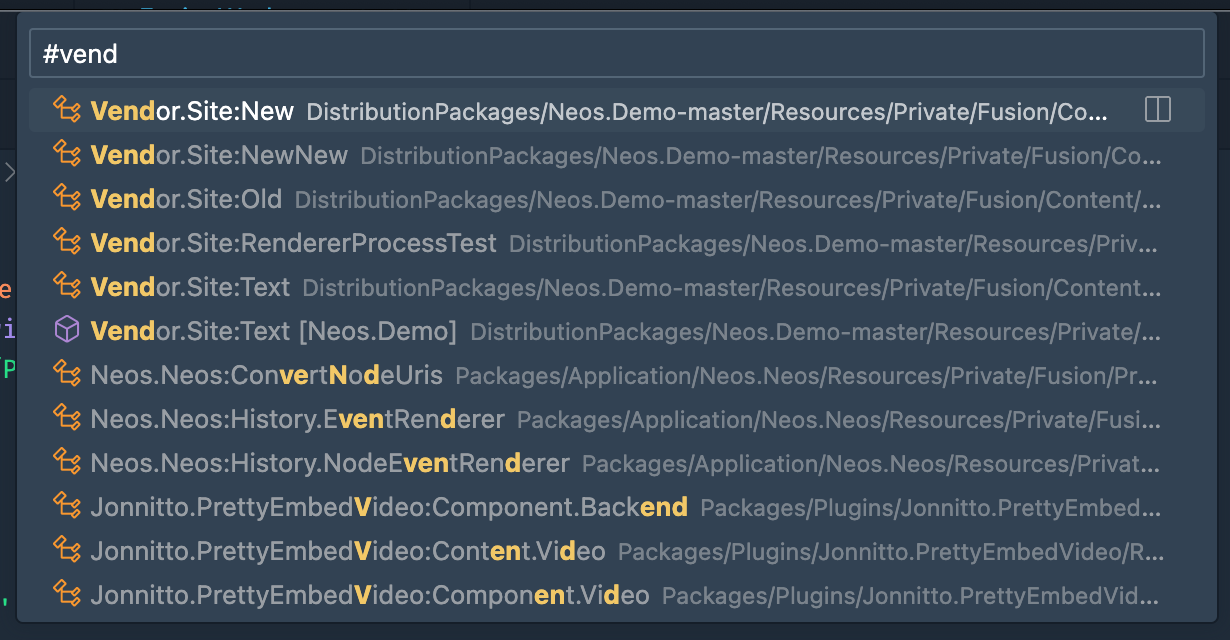 #vend
Vendor.Site:New DistributionPackages/Neos.Demo-master/Resources/Private/Fusion/Co...
Vendor.Site:NewNew DistributionPackages/Neos.Demo-master/Resources/Private/Fusion/Co...
Vendor.Site:Old DistributionPackages/Neos.Demo-master/Resources/Private/Fusion/Content/...
Vendor.Site:RendererProcessTest DistributionPackages/Neos.Demo-master/Resources/Priv...
Vendor.Site:Text DistributionPackages/Neos.Demo-master/Resources/Private/Fusion/Content...
Vendor.Site:Text [Neos.Demo] DistributionPackages/Neos.Demo-master/Resources/Private/...
Neos.Neos:ConvertNodeUris Packages/Application/Neos.Neos/Resources/Private/Fusion/Pr...
Neos.Neos:History.EventRenderer Packages/Application/Neos.Neos/Resources/Private/Fusi...
Neos.Neos:History.NodeEventRenderer Packages/Application/Neos.Neos/Resources/Privat...
Jonnitto.PrettyEmbedVideo:Component.Backend Packages/Plugins/Jonnitto.PrettyEmbed...
Jonnitto.PrettyEmbedVideo:Content.Video Packages/Plugins/Jonnitto.PrettyEmbedVideo/R...
Jonnitto.PrettyEmbedVideo:Component.Video Packages/Plugins/Jonnitto.PrettyEmbedVid...